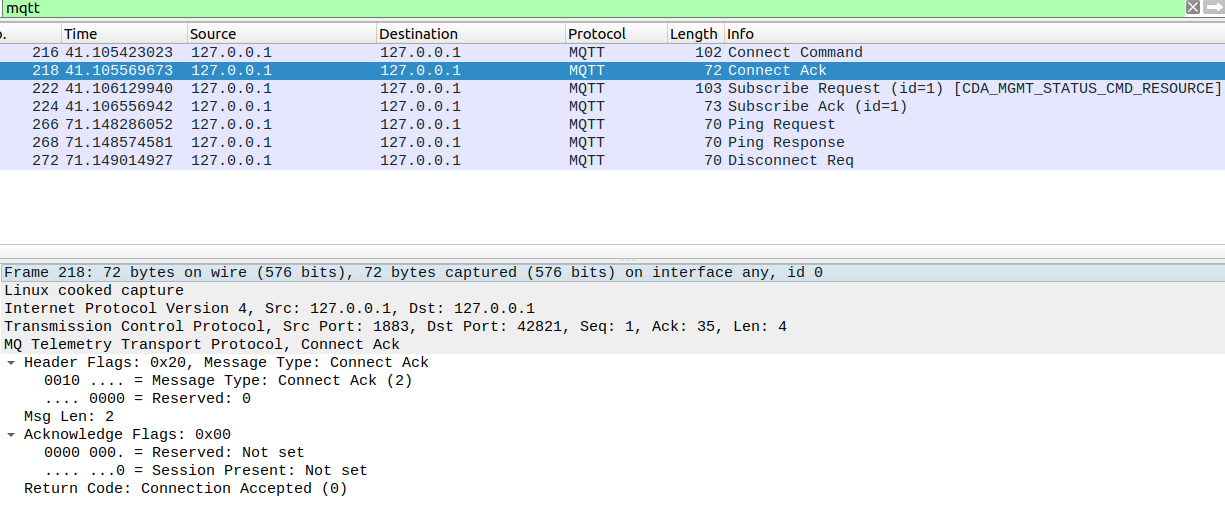 mqtt
o. Time Source Destination Protocol Length Info
216 41.105423023 127.0.0.1 127.0.0.1 MQTT 102 Connect Command
218 41.105569673 127.0.0.1 127.0.0.1 MQTT 72 Connect Ack
222 41.106129940 127.0.0.1 127.0.0.1 MQTT 103 Subscribe Request (id=1) [CDA_MGMT_STATUS_CMD_RESOURCE]
224 41.106556942 127.0.0.1 127.0.0.1 MQTT 73 Subscribe Ack (id=1)
266 71.148286052 127.0.0.1 127.0.0.1 MQTT 70 Ping Request
268 71.148574581 127.0.0.1 127.0.0.1 MQTT 70 Ping Response
272 71.149014927 127.0.0.1 127.0.0.1 MQTT 70 Disconnect Req
Frame 218: 72 bytes on wire (576 bits), 72 bytes captured (576 bits) on interface any, id 0
Linux cooked capture
Internet Protocol Version 4, Src: 127.0.0.1, Dst: 127.0.0.1
Transmission Control Protocol, Src Port: 1883, Dst Port: 42821, Seq: 1, Ack: 35, Len: 4
MQ Telemetry Transport Protocol, Connect Ack
Header Flags: 0x20, Message Type: Connect Ack
0010 .... = Message Type: Connect Ack (2)
.... 0000 = Reserved: 0
Msg Len: 2
Acknowledge Flags: 0x00
0000 000. = Reserved: Not set
.... ...0 = Session Present: Not set
Return Code: Connection Accepted (0)